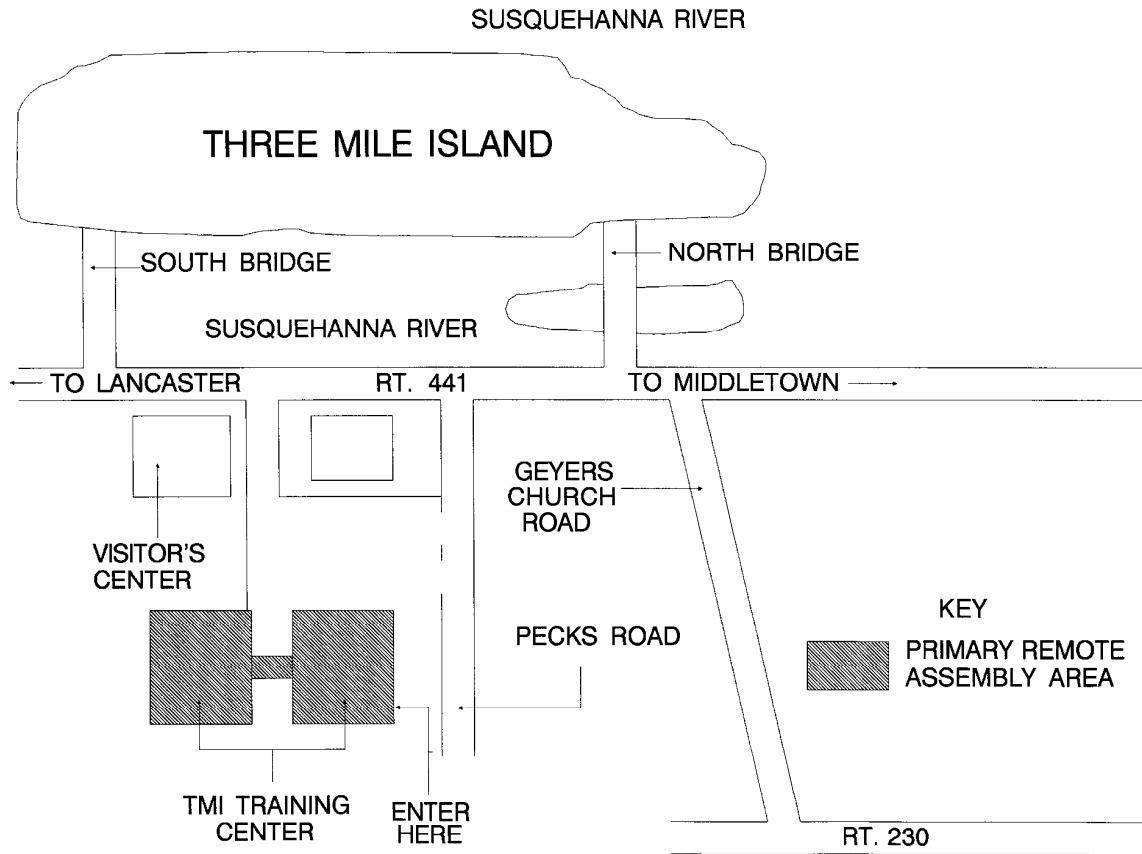 SUSQUEHANNA RIVER
THREE MILE ISLAND
SOUTH BRIDGE
NORTH BRIDGE
SUSQUEHANNA RIVER
TO LANCASTER
RT. 441
TO MIDDLETOWN
GEYERS
CHURCH
ROAD
VISITOR'S
CENTER
PECKS ROAD
KEY
PRIMARY REMOTE
ASSEMBLY AREA
TMI TRAINING
CENTER
ENTER
HERE
RT. 230